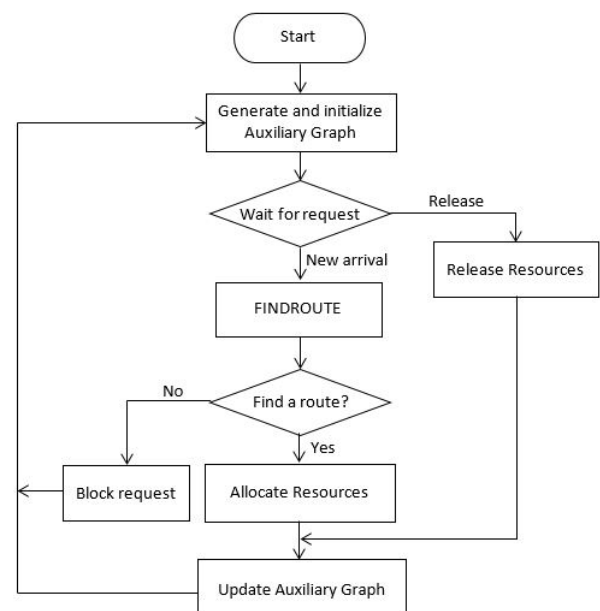 Start
Generate and initialize
Auxiliary Graph
Wait for request
Release
New arrival
Release Resources
FINDROUTE
Find a route?
No
Yes
Block request
Allocate Resources
Update Auxiliary Graph